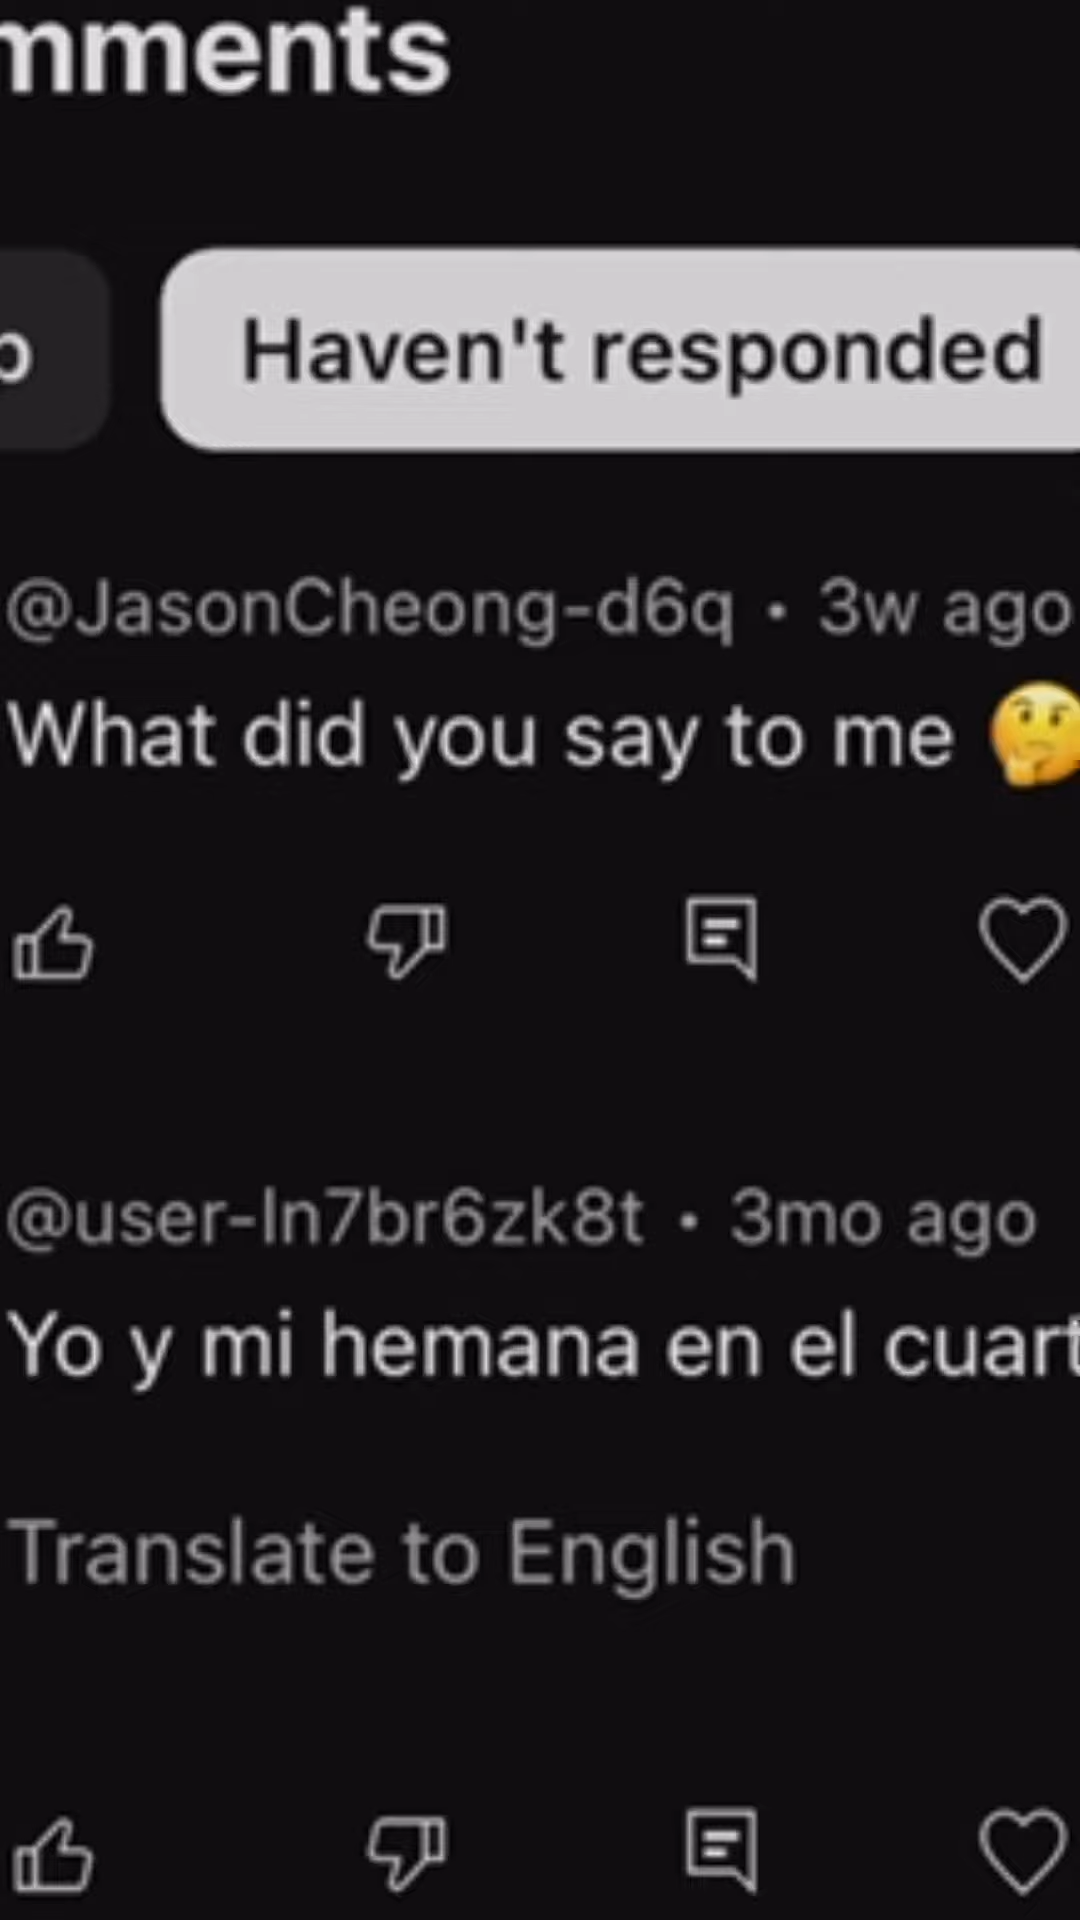 mments
p Haven't responded
@JasonCheong-d6q • 3w ago
What did you say to me 🤔
@user-ln7br6zk8t • 3mo ago
Yo y mi hemana en el cuart
Translate to English